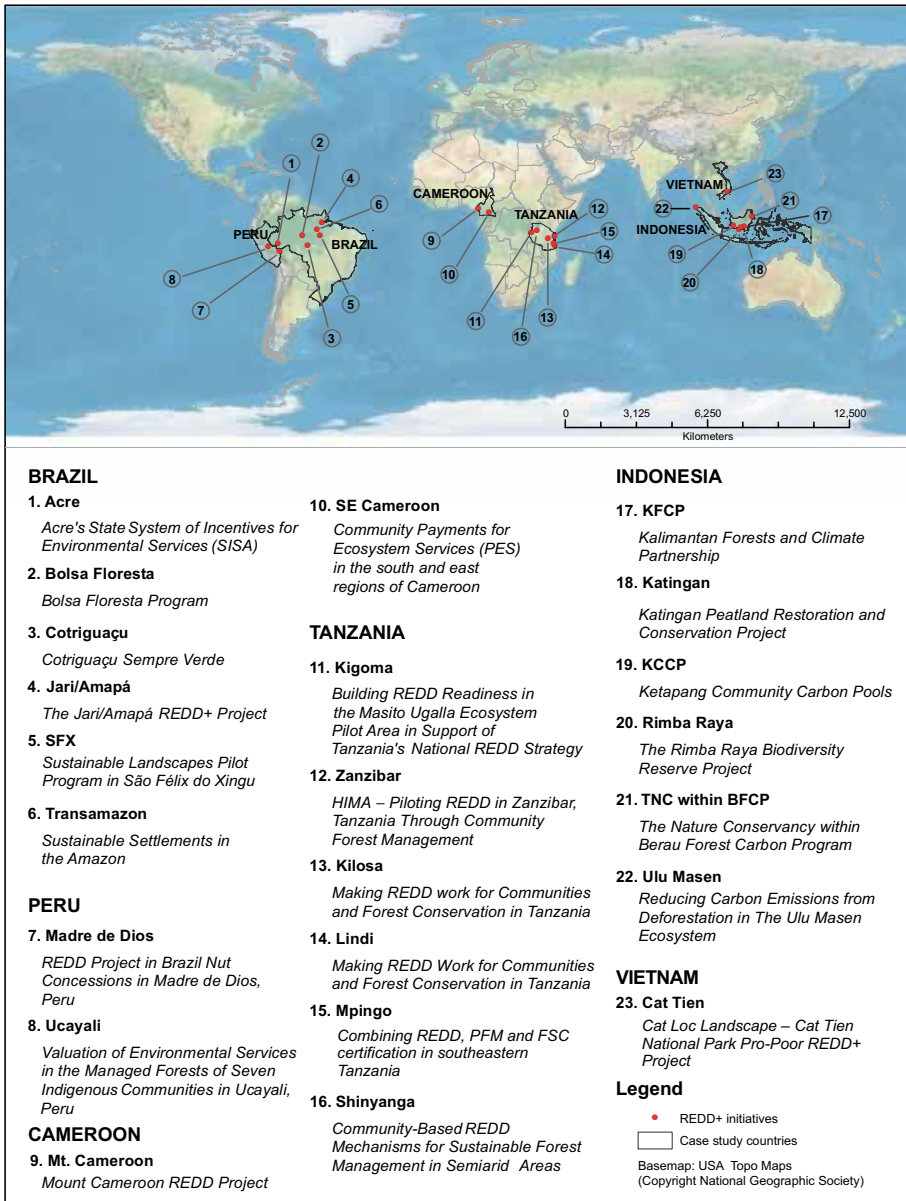 1
2
4
6
PERU
BRAZIL
8
7
3
5
CAMEROON
9
10
TANZANIA
12
15
14
11
16
13
VIETNAM
23
22
21
17
INDONESIA
19
20
18
0 3,125 6,250 12,500
Kilometers
BRAZIL
1. Acre
Acre's State System of Incentives for
Environmental Services (SISA)
2. Bolsa Floresta
Bolsa Floresta Program
3. Cotriguaçu
Cotriguaçu Sempre Verde
4. Jari/Amapá
The Jari/Amapá REDD+ Project
5. SFX
Sustainable Landscapes Pilot
Program in São Félix do Xingu
6. Transamazon
Sustainable Settlements in
the Amazon
PERU
7. Madre de Dios
REDD Project in Brazil Nut
Concessions in Madre de Dios,
Peru
8. Ucayali
Valuation of Environmental Services
in the Managed Forests of Seven
Indigenous Communities in Ucayali,
Peru
CAMEROON
9. Mt. Cameroon
Mount Cameroon REDD Project
10. SE Cameroon
Community Payments for
Ecosystem Services (PES)
in the south and east
regions of Cameroon
TANZANIA
11. Kigoma
Building REDD Readiness in
the Masito Ugalla Ecosystem
Pilot Area in Support of
Tanzania's National REDD Strategy
12. Zanzibar
HIMA – Piloting REDD in Zanzibar,
Tanzania Through Community
Forest Management
13. Kilosa
Making REDD work for Communities
and Forest Conservation in Tanzania
14. Lindi
Making REDD Work for Communities
and Forest Conservation in Tanzania
15. Mpingo
Combining REDD, PFM and FSC
certification in southeastern
Tanzania
16. Shinyanga
Community-Based REDD
Mechanisms for Sustainable Forest
Management in Semiarid Areas
INDONESIA
17. KFCP
Kalimantan Forests and Climate
Partnership
18. Katingan
Katingan Peatland Restoration and
Conservation Project
19. KCCP
Ketapang Community Carbon Pools
20. Rimba Raya
The Rimba Raya Biodiversity
Reserve Project
21. TNC within BFCP
The Nature Conservancy within
Berau Forest Carbon Program
22. Ulu Masen
Reducing Carbon Emissions from
Deforestation in The Ulu Masen
Ecosystem
VIETNAM
23. Cat Tien
Cat Loc Landscape – Cat Tien
National Park Pro-Poor REDD+
Project
Legend
REDD+ initiatives
Case study countries
Basemap: USA Topo Maps
(Copyright National Geographic Society)